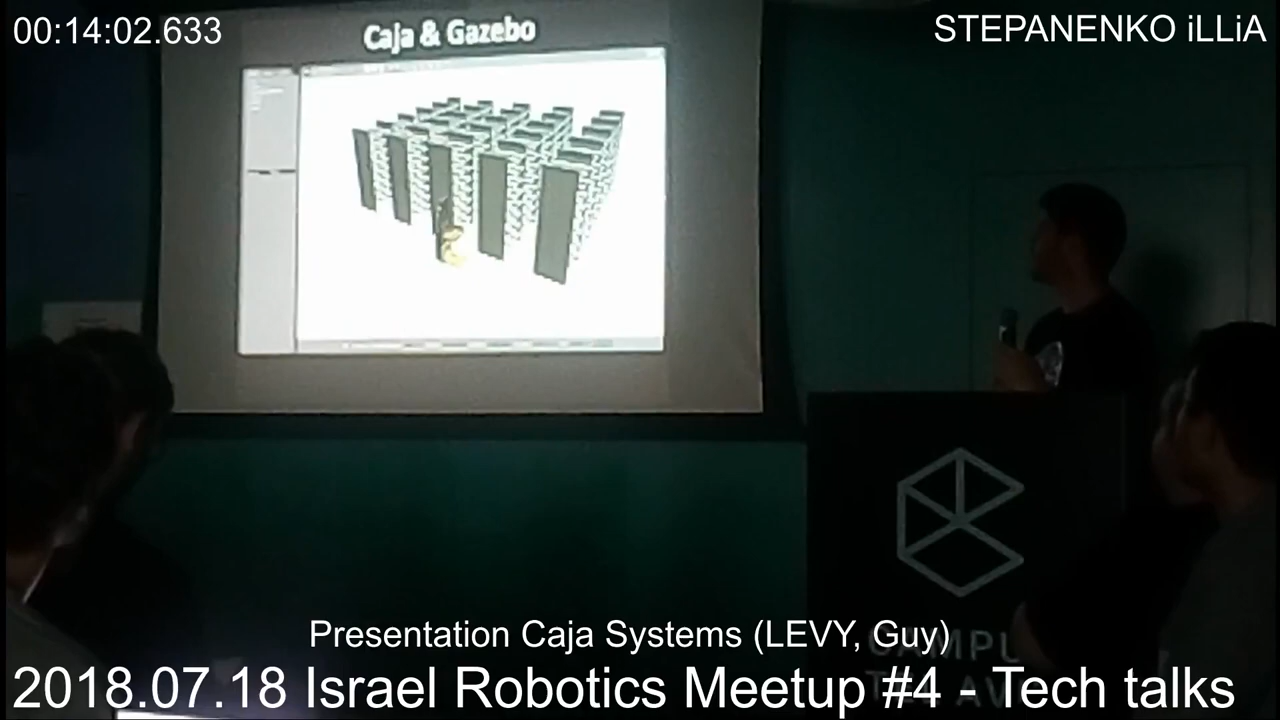 00:14:02.633
STEPANENKO iLLiA
Caja & Gazebo
Presentation Caja Systems (LEVY, Guy)
CAMPU
2018.07.18 Israel Robotics Meetup #4 - Tech talks